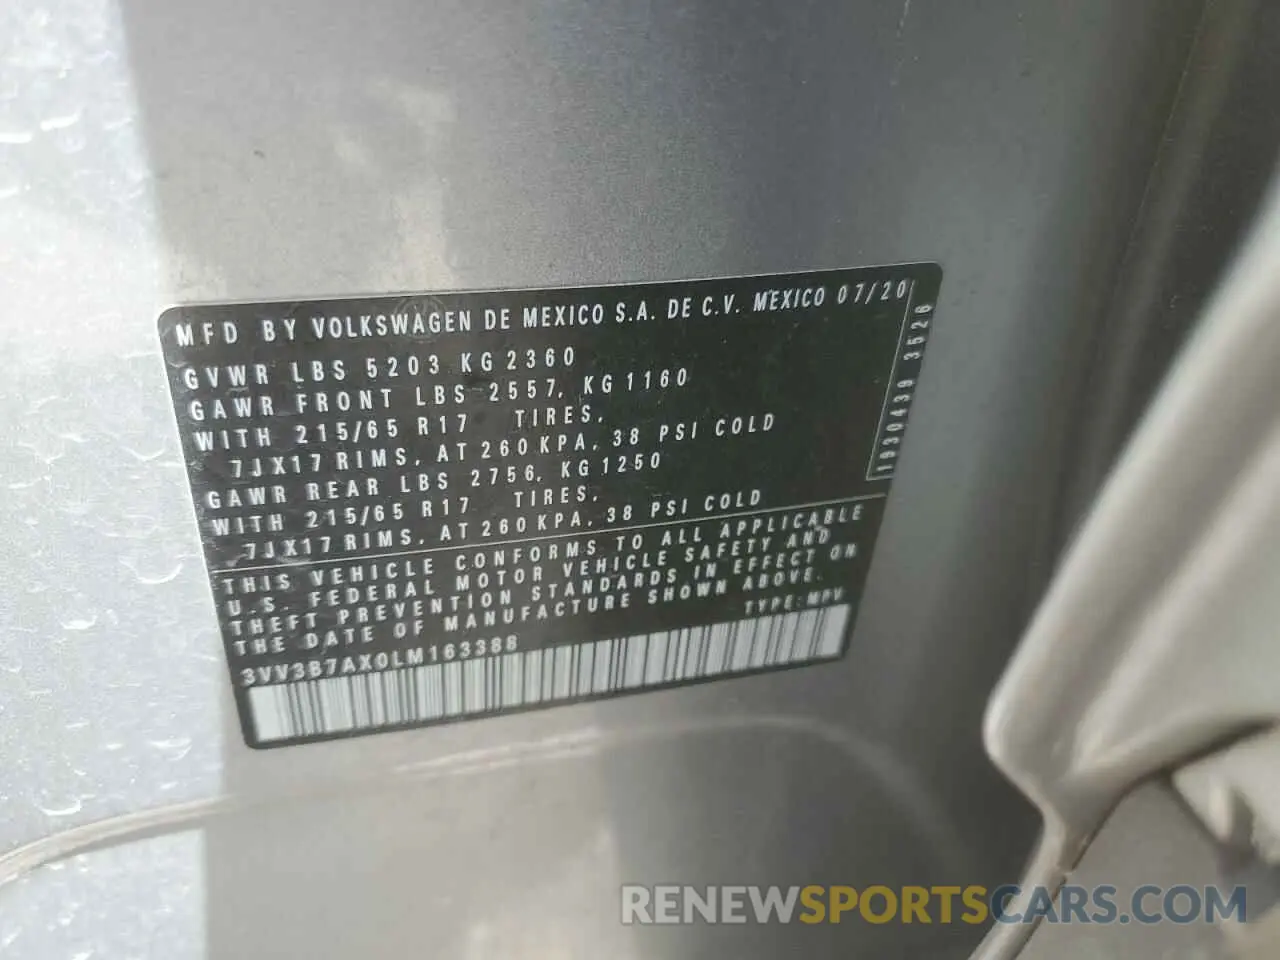 MFD BY VOLKSWAGEN DE MEXICO S.A. DE C.V. MEXICO 07/20
GVWR LBS 5203 KG 2360
GAWR FRONT LBS 2557, KG 1160
WITH 215/65 R17 TIRES,
7JX17 RIMS, AT 260 KPA, 38 PSI COLD
GAWR REAR LBS 2756, KG 1250
WITH 215/65 R17 TIRES,
7JX17 RIMS, AT 260 KPA, 38 PSI COLD
1930439 3526
THIS VEHICLE CONFORMS TO ALL APPLICABLE
U.S. FEDERAL MOTOR VEHICLE SAFETY AND
THEFT PREVENTION STANDARDS IN EFFECT ON
THE DATE OF MANUFACTURE SHOWN ABOVE.
TYPE: MPV
3VV3B7AX0LM163388
RENEWSPORTSCARS.COM